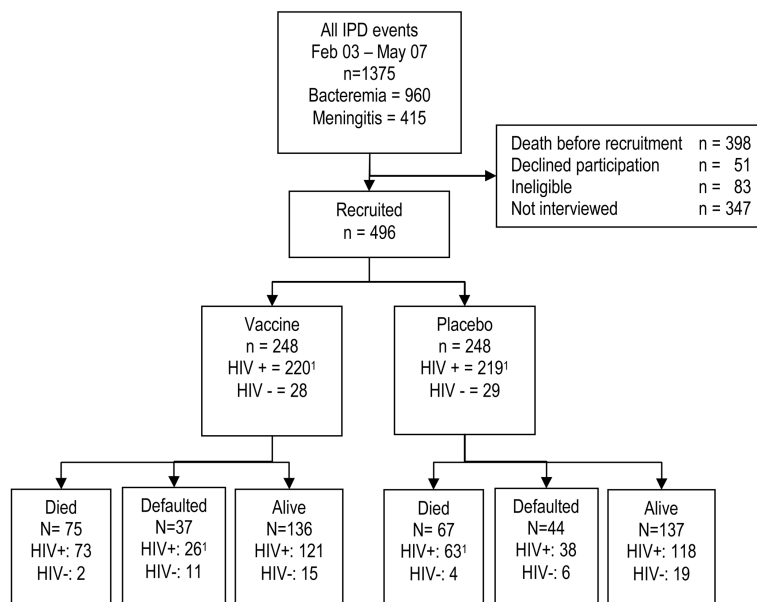 All IPD events
Feb 03 – May 07
n=1375
Bacteremia = 960
Meningitis = 415
Death before recruitment n = 398
Declined participation n = 51
Ineligible n = 83
Not interviewed n = 347
Recruited
n = 496
Vaccine
n = 248
HIV + = 220¹
HIV - = 28
Placebo
n = 248
HIV + = 219¹
HIV - = 29
Died
N= 75
HIV+: 73
HIV-: 2
Defaulted
N=37
HIV+: 26¹
HIV-: 11
Alive
N=136
HIV+: 121
HIV-: 15
Died
N= 67
HIV+: 63¹
HIV-: 4
Defaulted
N=44
HIV+: 38
HIV-: 6
Alive
N=137
HIV+: 118
HIV-: 19